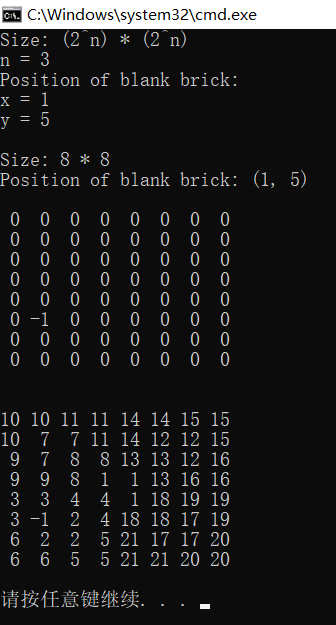 C:\Windows\system32\cmd.exe
Size: (2^n) * (2^n)
n = 3
Position of blank brick:
x = 1
y = 5
Size: 8 * 8
Position of blank brick: (1, 5)
0 0 0 0 0 0 0 0
0 0 0 0 0 0 0 0
0 0 0 0 0 0 0 0
0 0 0 0 0 0 0 0
0 0 0 0 0 0 0 0
0 -1 0 0 0 0 0 0
0 0 0 0 0 0 0 0
0 0 0 0 0 0 0 0
10 10 11 11 14 14 15 15
10 7 7 11 14 12 12 15
9 7 8 8 13 13 12 16
9 9 8 1 1 13 16 16
3 3 4 4 1 18 19 19
3 -1 2 4 18 18 17 19
6 2 2 5 21 17 17 20
6 6 5 5 21 21 20 20
请按任意键继续. . .